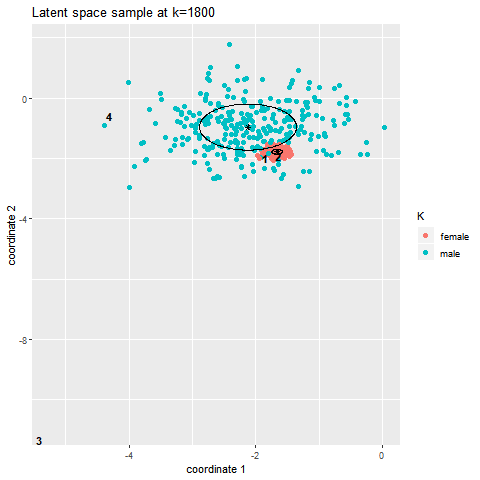 Latent space sample at k=1800
0
-4
-8
coordinate 2
4
1
2
3
-4
-2
0
coordinate 1
K
female
male